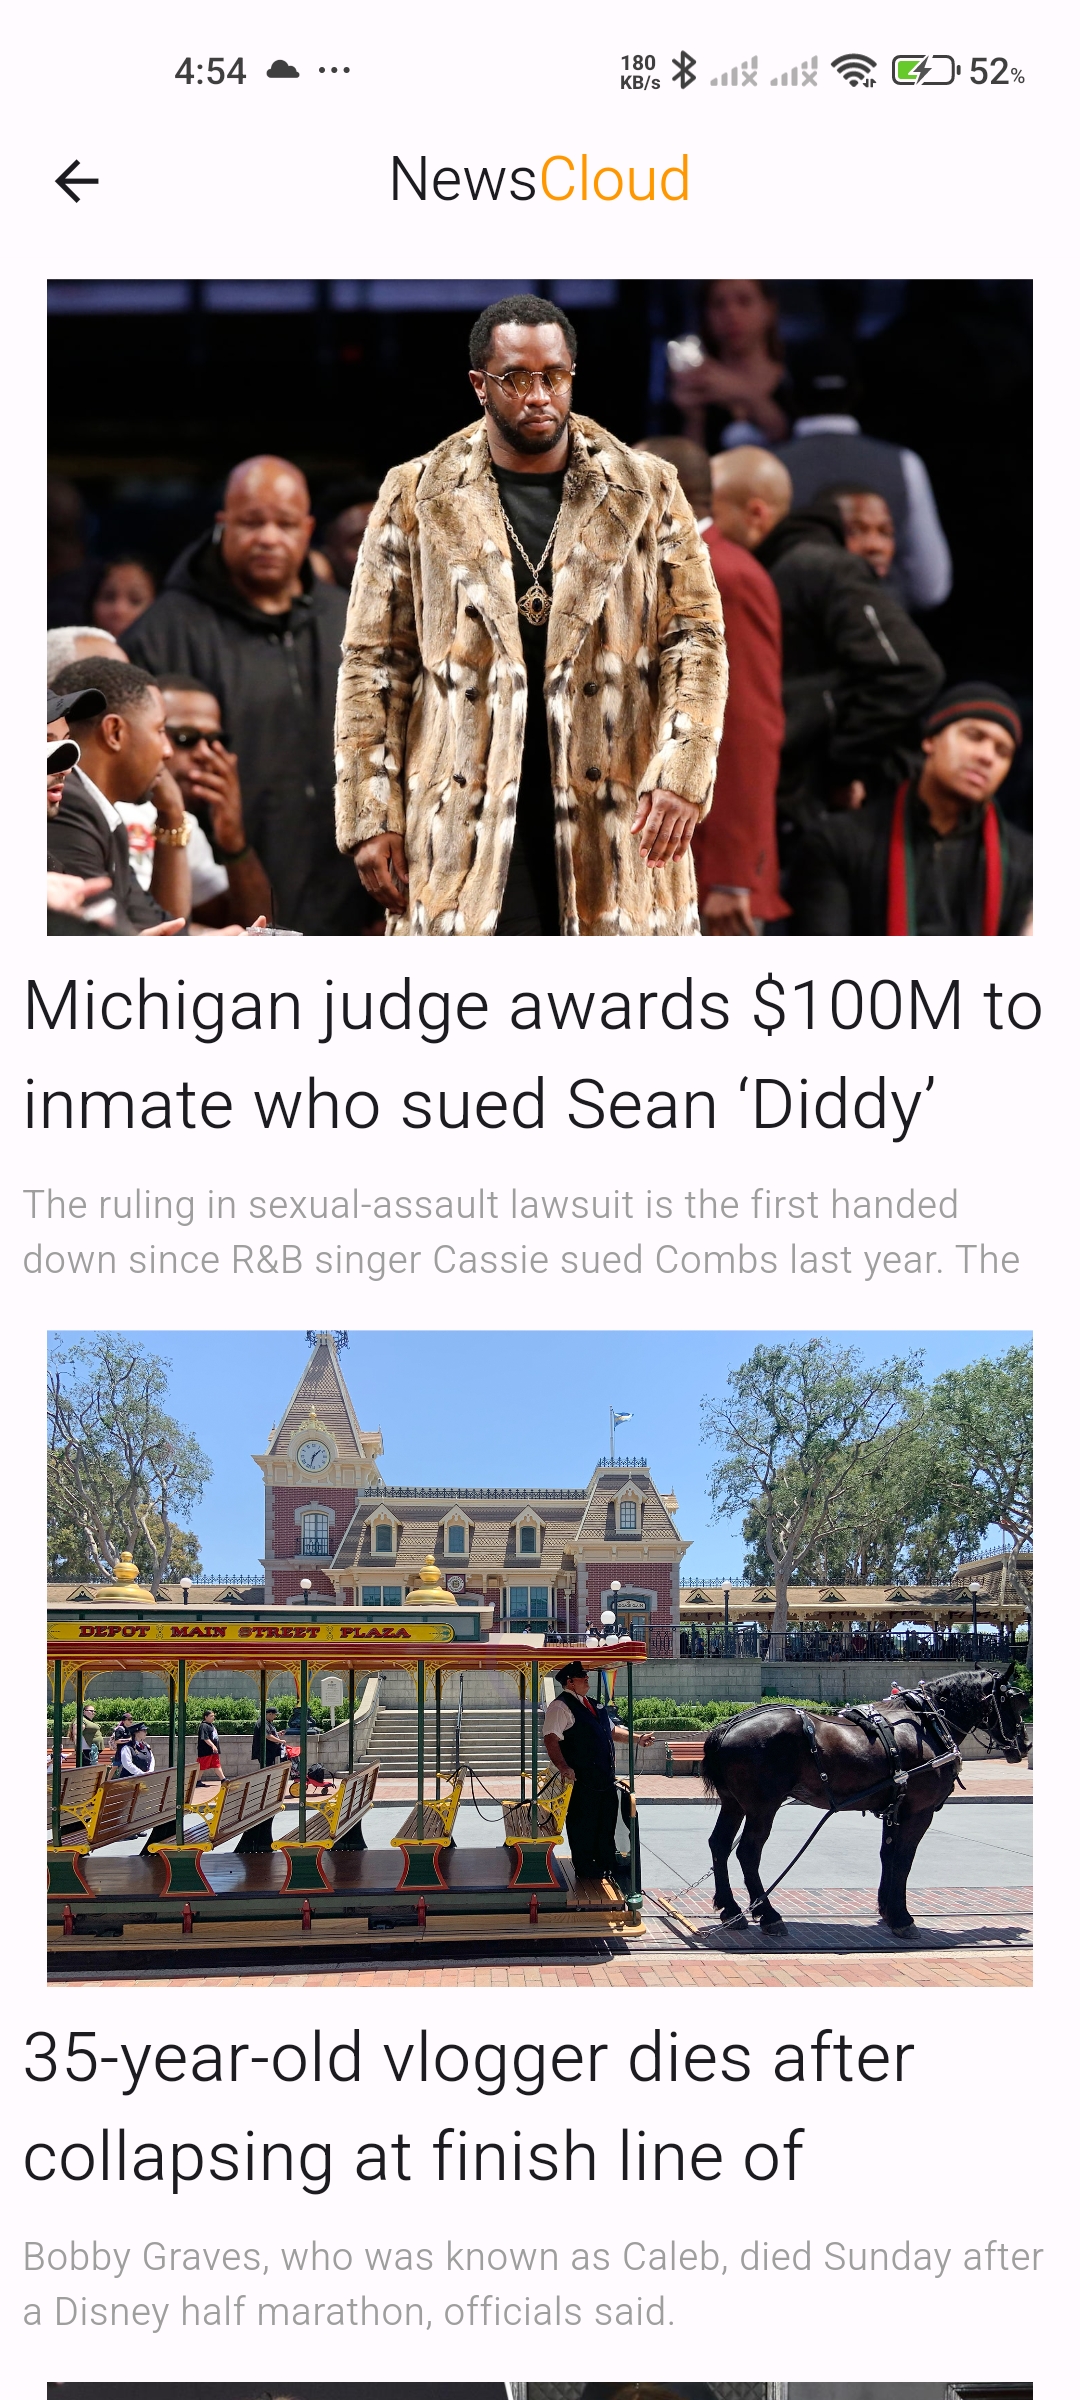 4:54 ...
180
KB/s
52%
NewsCloud
Michigan judge awards $100M to
inmate who sued Sean ‘Diddy’
The ruling in sexual-assault lawsuit is the first handed
down since R&B singer Cassie sued Combs last year. The
DEPOT MAIN STREET PLAZA
35-year-old vlogger dies after
collapsing at finish line of
Bobby Graves, who was known as Caleb, died Sunday after
a Disney half marathon, officials said.